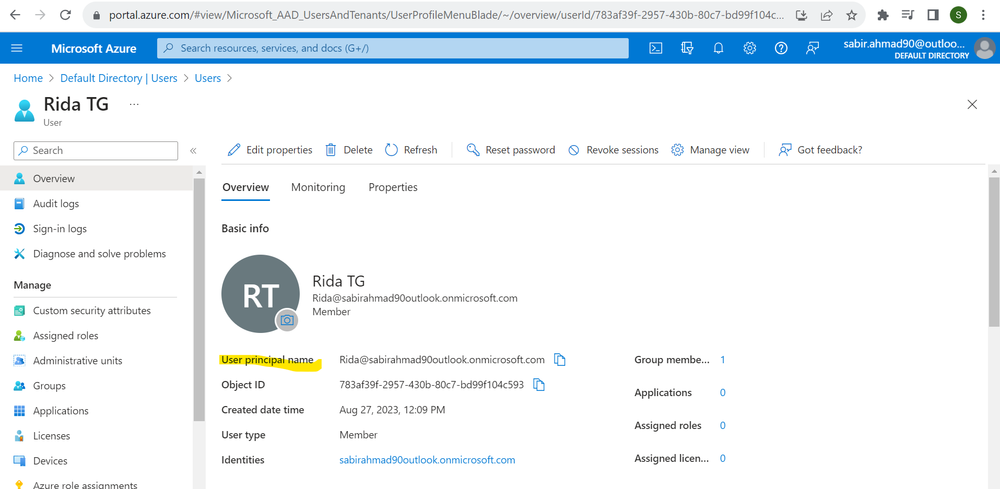 portal.azure.com/#view/Microsoft_AAD_UsersAndTenants/UserProfileMenuBlade/~/overview/userId/783af39f-2957-430b-80c7-bd99f104c...
S
Microsoft Azure
Search resources, services, and docs (G+/)
sabir.ahmad90@outloo...
DEFAULT DIRECTORY
Home > Default Directory | Users > Users >
Rida TG ...
User
Search «
Edit properties Delete Refresh Reset password Revoke sessions Manage view Got feedback?
Overview
Audit logs
Sign-in logs
Diagnose and solve problems
Manage
Custom security attributes
Assigned roles
Administrative units
Groups
Applications
Licenses
Devices
Azure role assignments
Overview Monitoring Properties
Basic info
RT
Rida TG
Rida@sabirahmad90outlook.onmicrosoft.com
Member
User principal name Rida@sabirahmad90outlook.onmicrosoft.com
Object ID 783af39f-2957-430b-80c7-bd99f104c593
Created date time Aug 27, 2023, 12:09 PM
User type Member
Identities sabirahmad90outlook.onmicrosoft.com
Group membe... 1
Applications 0
Assigned roles 0
Assigned licen... 0